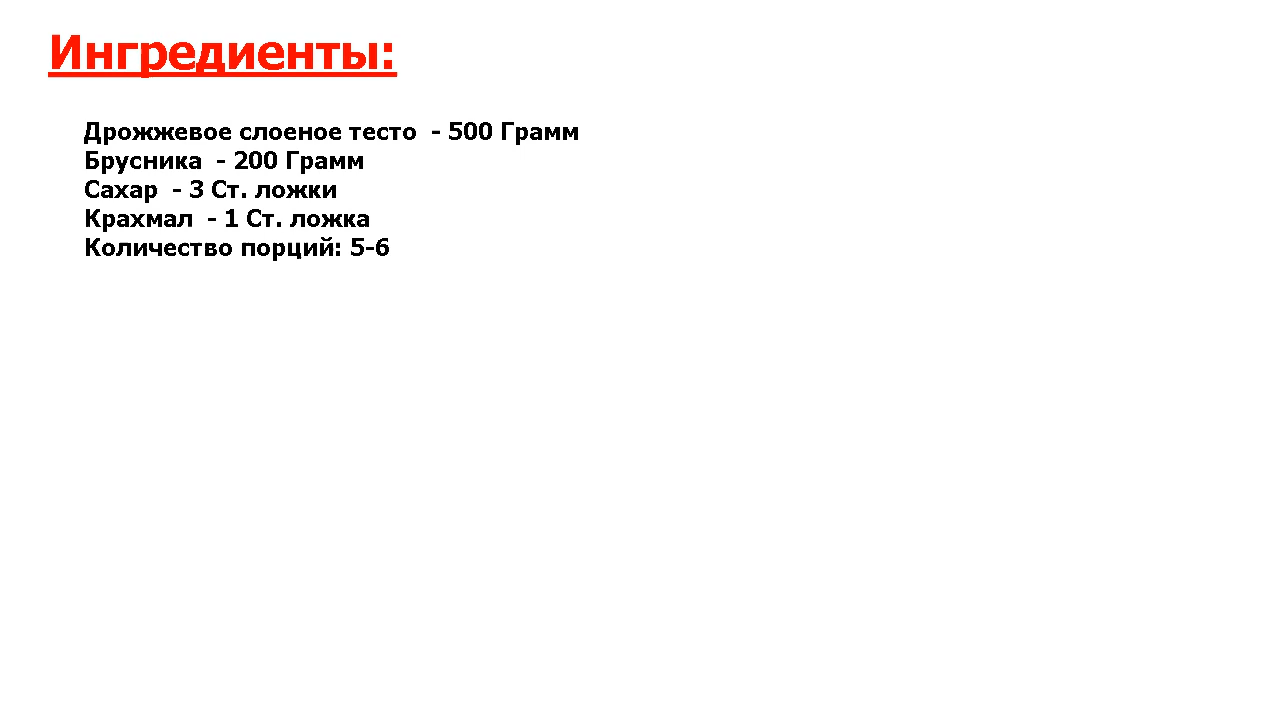 Ингредиенты:
Дрожжевое слоеное тесто  - 500 Грамм
Брусника  - 200 Грамм
Сахар  - 3 Ст. ложки
Крахмал  - 1 Ст. ложка
Количество порций: 5-6